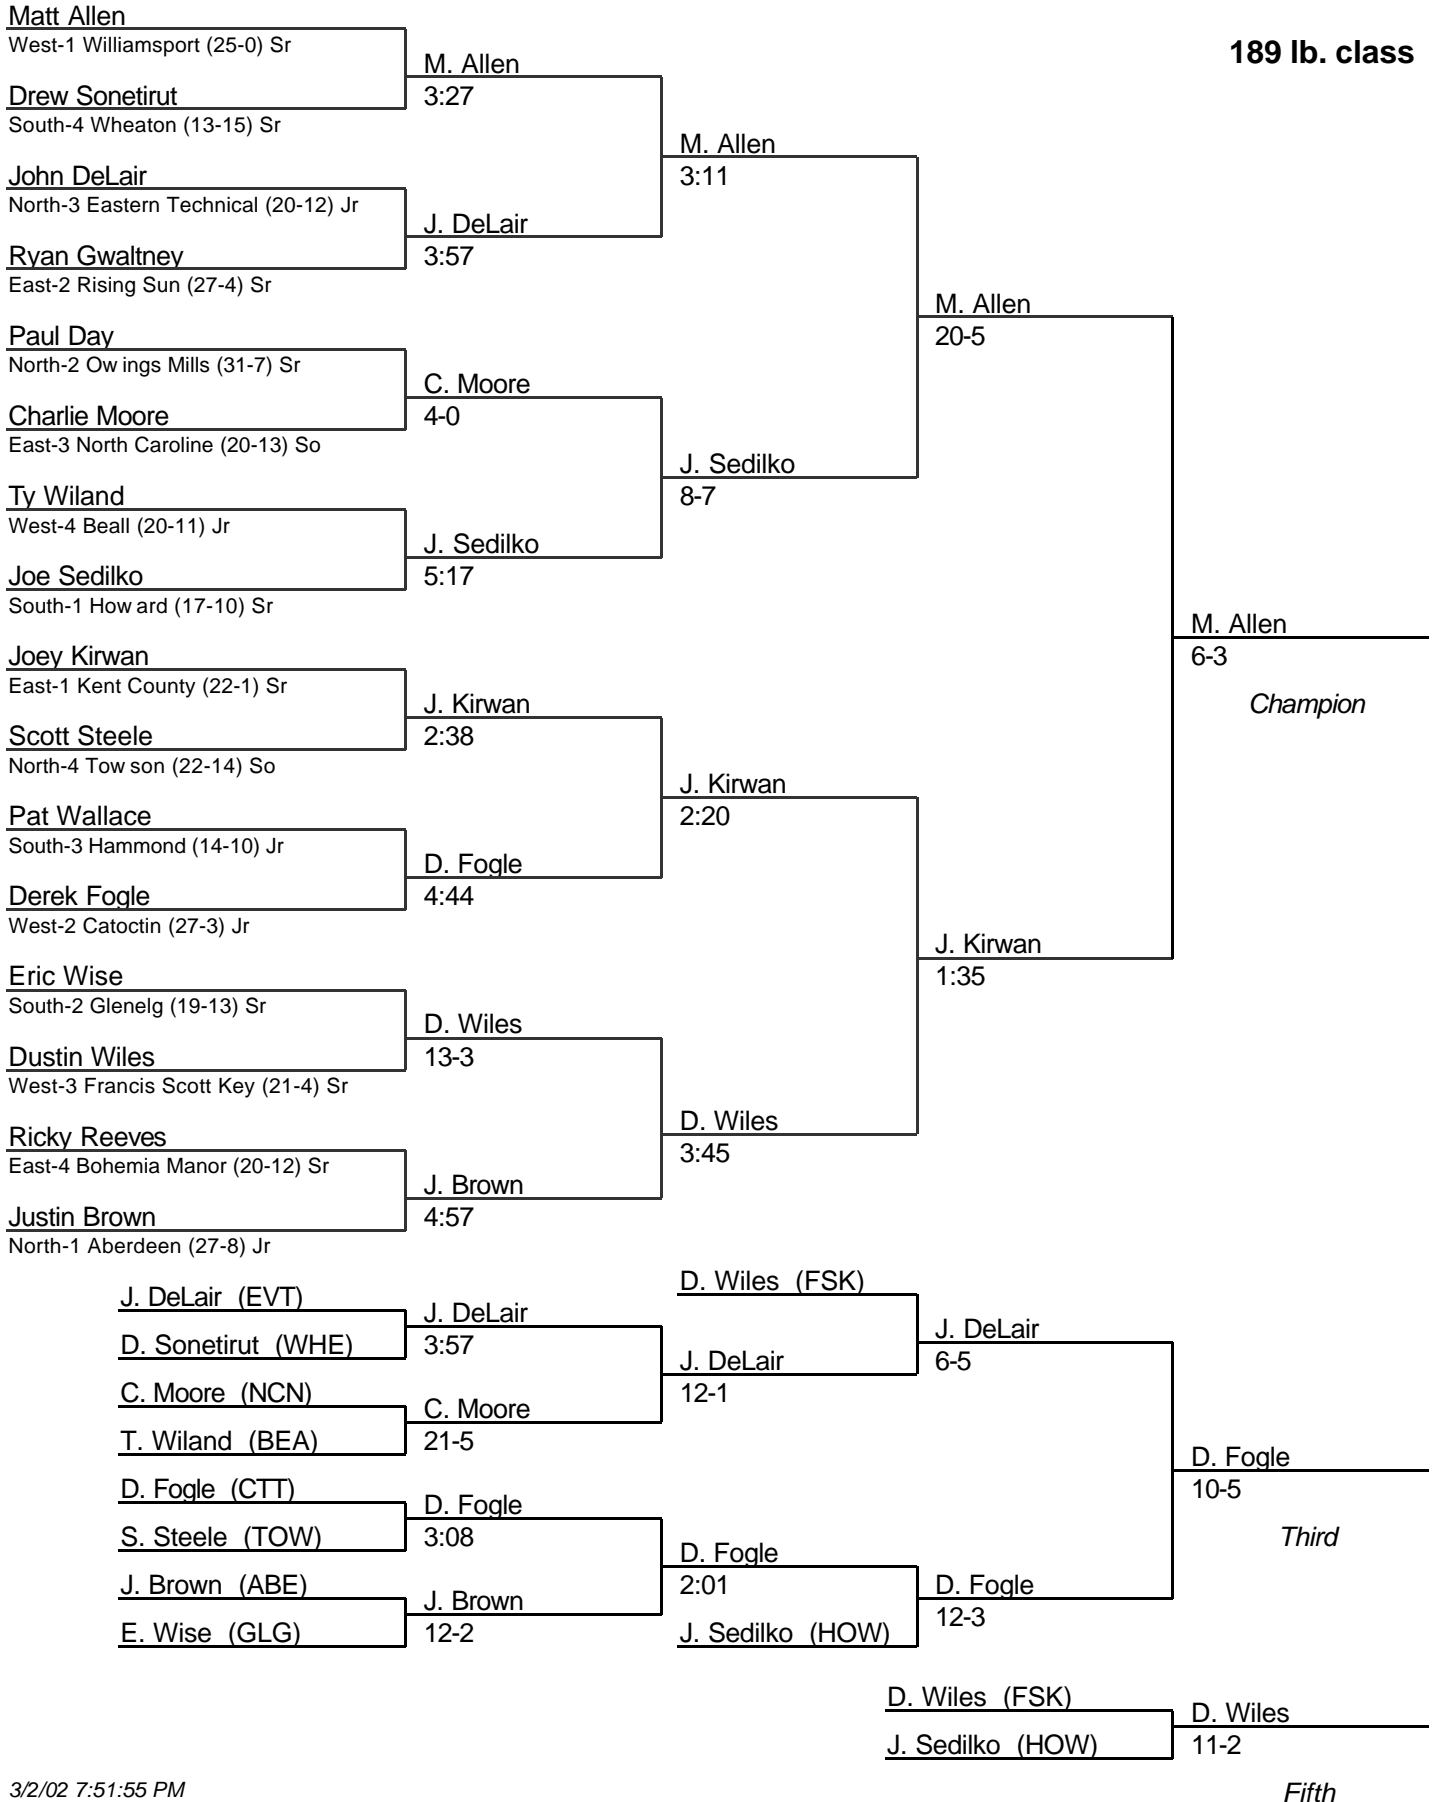 189 lb. class
Matt Allen
West-1 Williamsport (25-0) Sr
M. Allen
3:27
Drew Sonetirut
South-4 Wheaton (13-15) Sr
M. Allen
3:11
John DeLair
North-3 Eastern Technical (20-12) Jr
J. DeLair
3:57
Ryan Gwaltney
East-2 Rising Sun (27-4) Sr
M. Allen
20-5
Paul Day
North-2 Ow ings Mills (31-7) Sr
C. Moore
4-0
Charlie Moore
East-3 North Caroline (20-13) So
J. Sedilko
8-7
Ty Wiland
West-4 Beall (20-11) Jr
J. Sedilko
5:17
Joe Sedilko
South-1 How ard (17-10) Sr
M. Allen
6-3
Champion
Joey Kirwan
East-1 Kent County (22-1) Sr
J. Kirwan
2:38
Scott Steele
North-4 Tow son (22-14) So
J. Kirwan
2:20
Pat Wallace
South-3 Hammond (14-10) Jr
D. Fogle
4:44
Derek Fogle
West-2 Catoctin (27-3) Jr
J. Kirwan
1:35
Eric Wise
South-2 Glenelg (19-13) Sr
D. Wiles
13-3
Dustin Wiles
West-3 Francis Scott Key (21-4) Sr
D. Wiles
3:45
Ricky Reeves
East-4 Bohemia Manor (20-12) Sr
J. Brown
4:57
Justin Brown
North-1 Aberdeen (27-8) Jr
D. Wiles (FSK)
J. DeLair (EVT)
J. DeLair
3:57
D. Sonetirut (WHE)
J. DeLair
6-5
J. DeLair
12-1
C. Moore (NCN)
C. Moore
21-5
T. Wiland (BEA)
D. Fogle
10-5
Third
D. Fogle (CTT)
D. Fogle
3:08
S. Steele (TOW)
D. Fogle
2:01
J. Brown (ABE)
J. Brown
12-2
E. Wise (GLG)
D. Fogle
12-3
J. Sedilko (HOW)
D. Wiles (FSK)
D. Wiles
11-2
J. Sedilko (HOW)
3/2/02 7:51:55 PM
Fifth